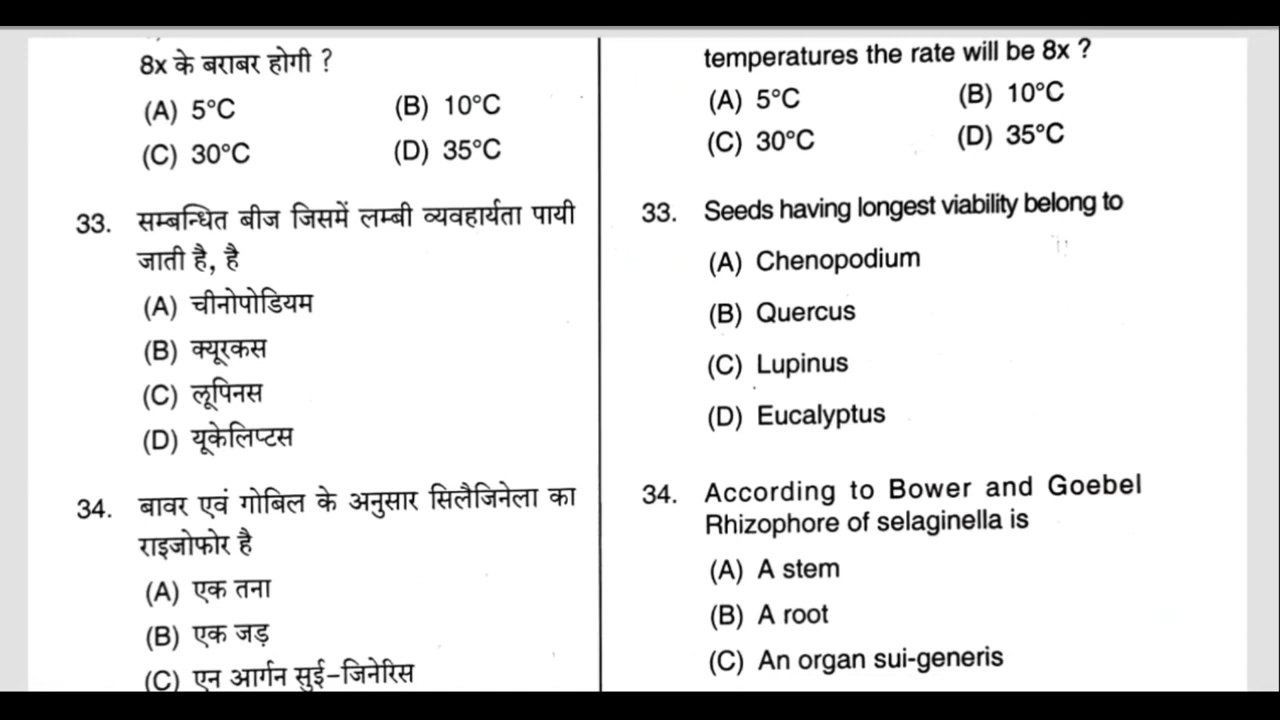 8x के बराबर होगी ?
(A) 5°C (B) 10°C
(C) 30°C (D) 35°C
33. सम्बन्धित बीज जिसमें लम्बी व्यवहार्यता पायी
जाती है, है
(A) चीनोपोडियम
(B) क्यूरकस
(C) लूपिनस
(D) यूकेलिप्टस
34. बावर एवं गोबिल के अनुसार सिलैजिनेला का
राइजोफोर है
(A) एक तना
(B) एक जड़
(C) एन आर्गन सुई-जिनेरिस
temperatures the rate will be 8x ?
(A) 5°C (B) 10°C
(C) 30°C (D) 35°C
33. Seeds having longest viability belong to
(A) Chenopodium
(B) Quercus
(C) Lupinus
(D) Eucalyptus
34. According to Bower and Goebel
Rhizophore of selaginella is
(A) A stem
(B) A root
(C) An organ sui-generis